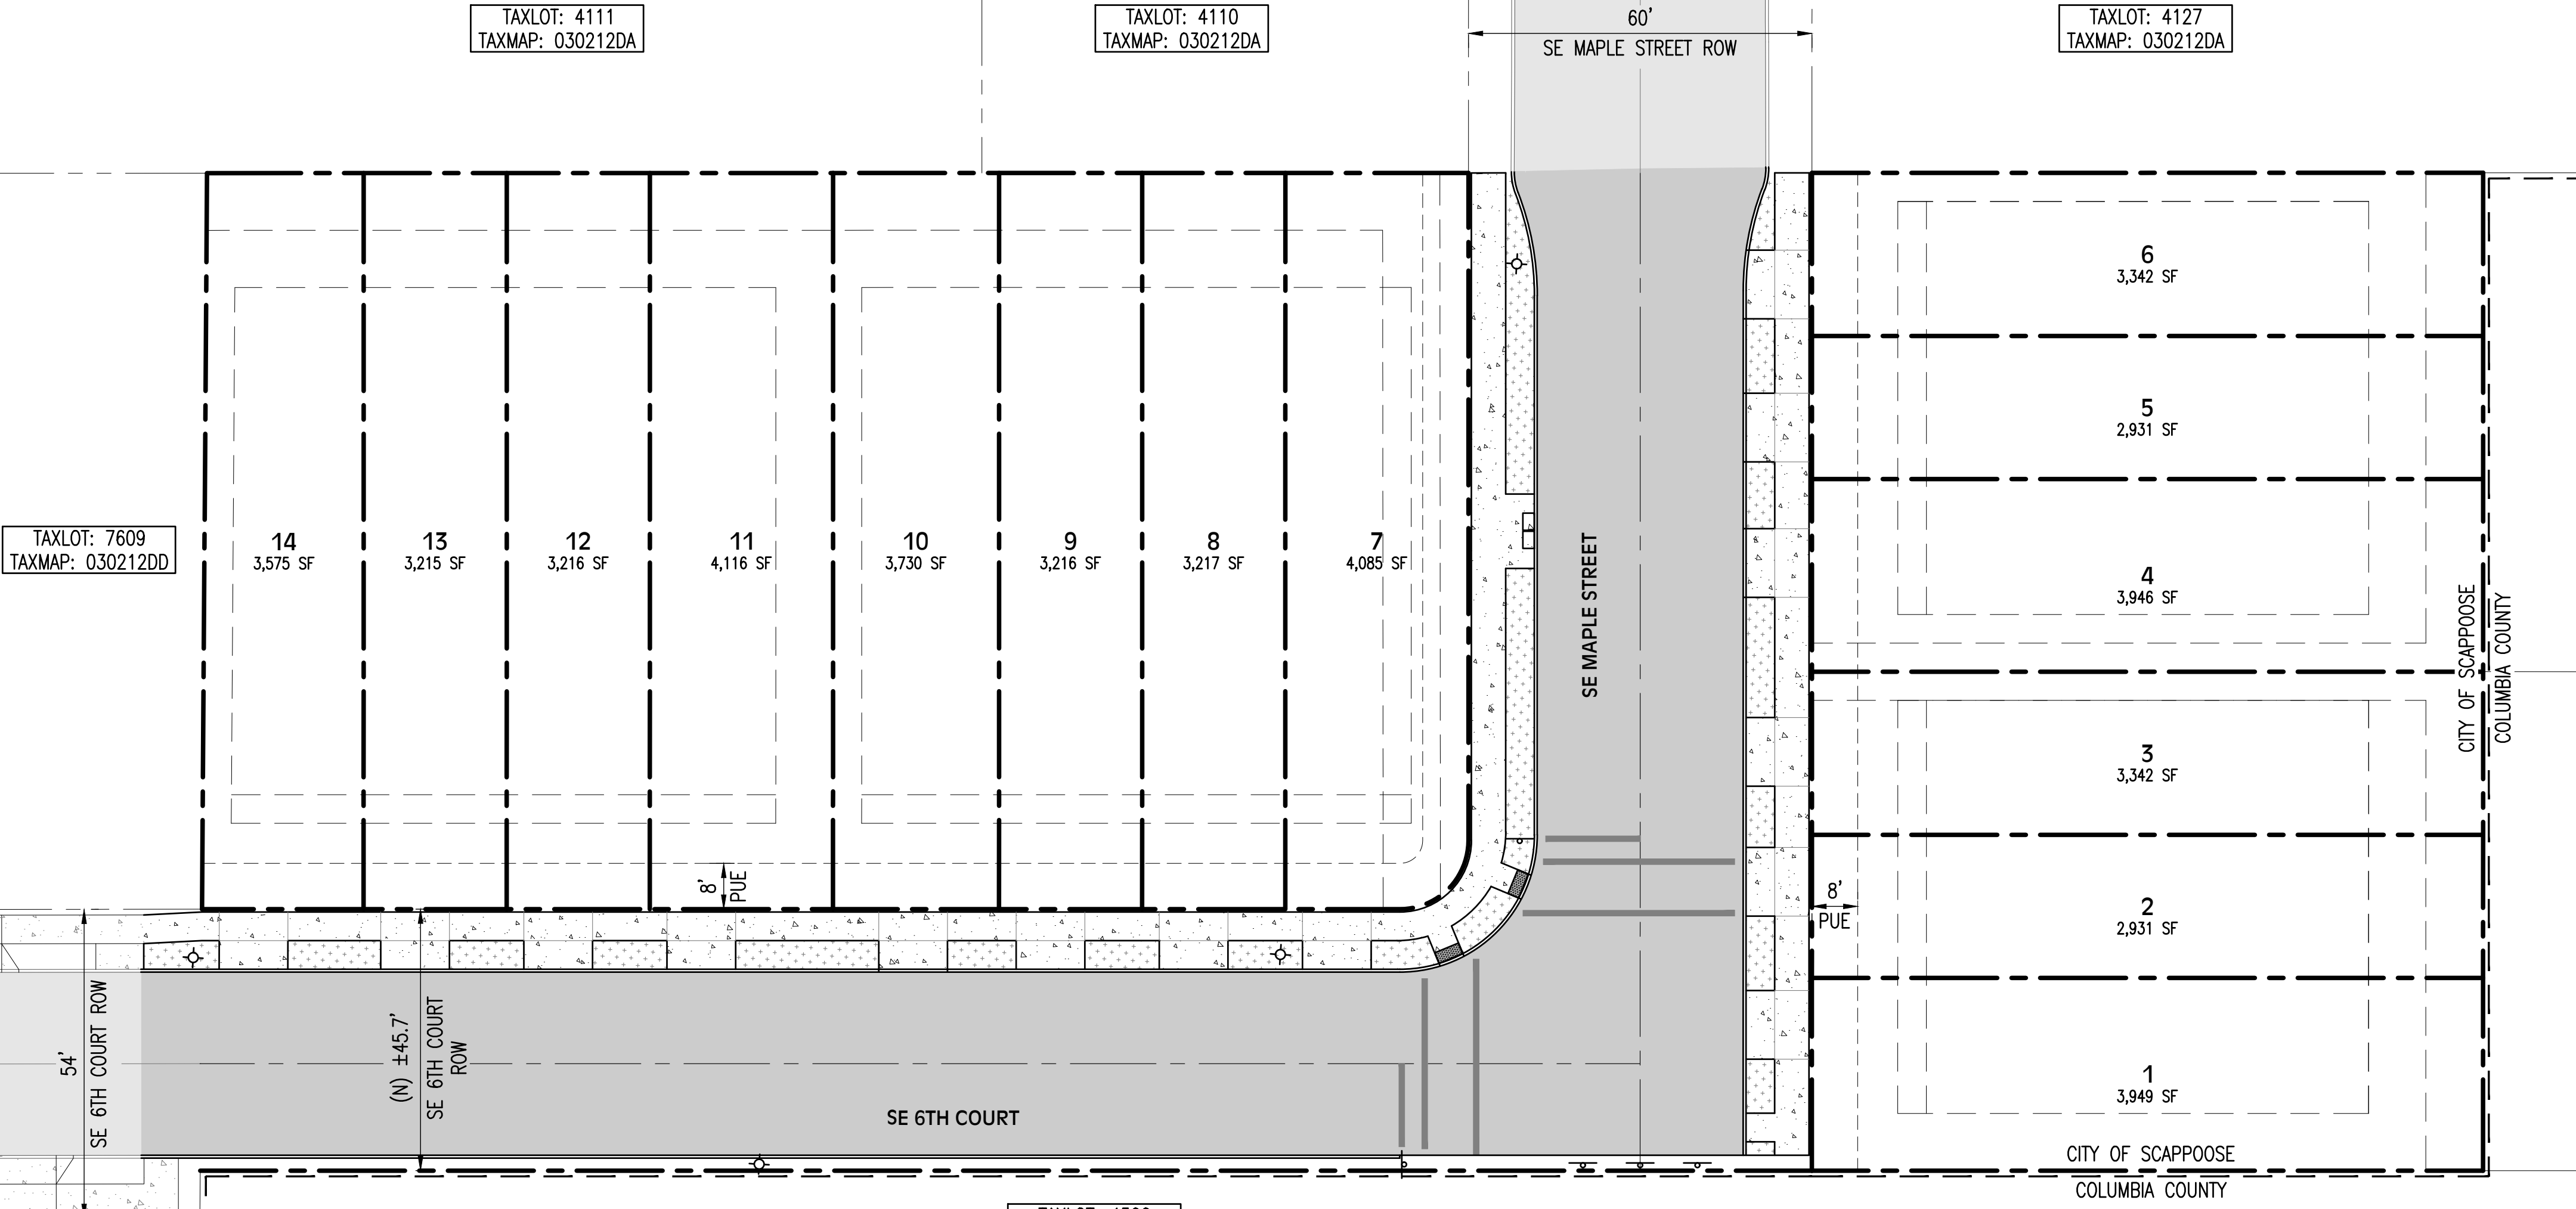 TAXLOT: 4111
TAXMAP: 030212DA
TAXLOT: 4110
TAXMAP: 030212DA
60'
SE MAPLE STREET ROW
TAXLOT: 4127
TAXMAP: 030212DA
6
3,342 SF
5
2,931 SF
4
3,946 SF
3
3,342 SF
2
2,931 SF
1
3,949 SF
TAXLOT: 7609
TAXMAP: 030212DD
14
3,575 SF
13
3,215 SF
12
3,216 SF
11
4,116 SF
10
3,730 SF
9
3,216 SF
8
3,217 SF
7
4,085 SF
SE MAPLE STREET
CITY OF SCAPPOOSE
COLUMBIA COUNTY
8'
PUE
8'
PUE
54'
SE 6TH COURT ROW
(N) ±45.7'
SE 6TH COURT
ROW
SE 6TH COURT
CITY OF SCAPPOOSE
COLUMBIA COUNTY